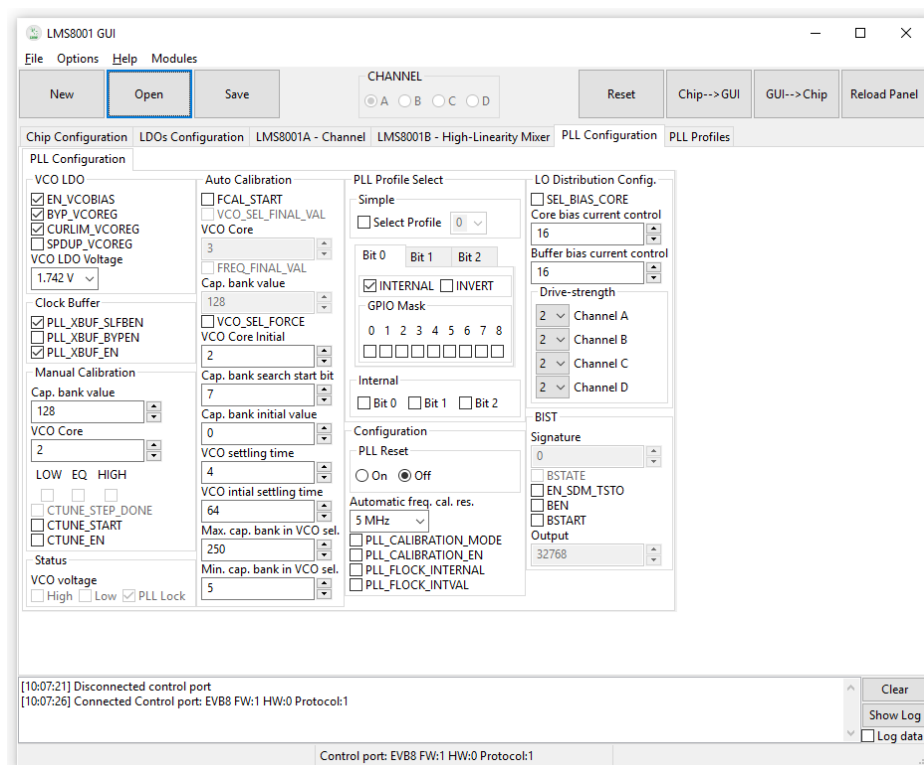 LMS8001 GUI
File Options Help Modules
New Open Save CHANNEL A B C D Reset Chip-->GUI GUI-->Chip Reload Panel
Chip Configuration LDOs Configuration LMS8001A - Channel LMS8001B - High-Linearity Mixer PLL Configuration PLL Profiles
PLL Configuration
VCO LDO
EN_VCOBIAS
BYP_VCOREG
CURLIM_VCOREG
SPDUP_VCOREG
VCO LDO Voltage
1.742 V
Clock Buffer
PLL_XBUF_SLFBEN
PLL_XBUF_BYPEN
PLL_XBUF_EN
Manual Calibration
Cap. bank value
128
VCO Core
2
LOW EQ HIGH
CTUNE_STEP_DONE
CTUNE_START
CTUNE_EN
Status
VCO voltage
High Low PLL Lock
Auto Calibration
FCAL_START
VCO_SEL_FINAL_VAL
VCO Core
3
FREQ_FINAL_VAL
Cap. bank value
128
VCO_SEL_FORCE
VCO Core Initial
2
Cap. bank search start bit
7
Cap. bank initial value
0
VCO settling time
4
VCO intial settling time
64
Max. cap. bank in VCO sel.
250
Min. cap. bank in VCO sel.
5
PLL Profile Select
Simple
Select Profile 0
Bit 0 Bit 1 Bit 2
INTERNAL INVERT
GPIO Mask
0 1 2 3 4 5 6 7 8
Internal
Bit 0 Bit 1 Bit 2
Configuration
PLL Reset
On Off
Automatic freq. cal. res.
5 MHz
PLL_CALIBRATION_MODE
PLL_CALIBRATION_EN
PLL_FLOCK_INTERNAL
PLL_FLOCK_INTVAL
LO Distribution Config.
SEL_BIAS_CORE
Core bias current control
16
Buffer bias current control
16
Drive-strength
2 Channel A
2 Channel B
2 Channel C
2 Channel D
BIST
Signature
0
BSTATE
EN_SDM_TSTO
BEN
BSTART
Output
32768
[10:07:21] Disconnected control port
[10:07:26] Connected Control port: EVB8 FW:1 HW:0 Protocol:1
Clear
Show Log
Log data
Control port: EVB8 FW:1 HW:0 Protocol:1